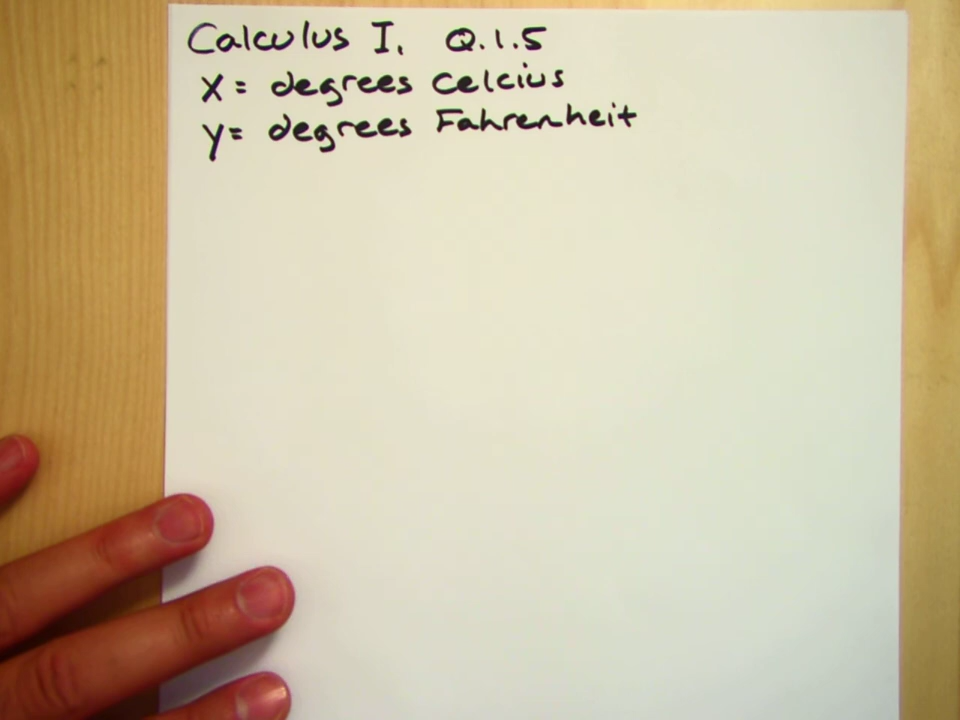 Calculus I. Q.1.5
X = degrees Celcius
y = degrees Fahrenheit